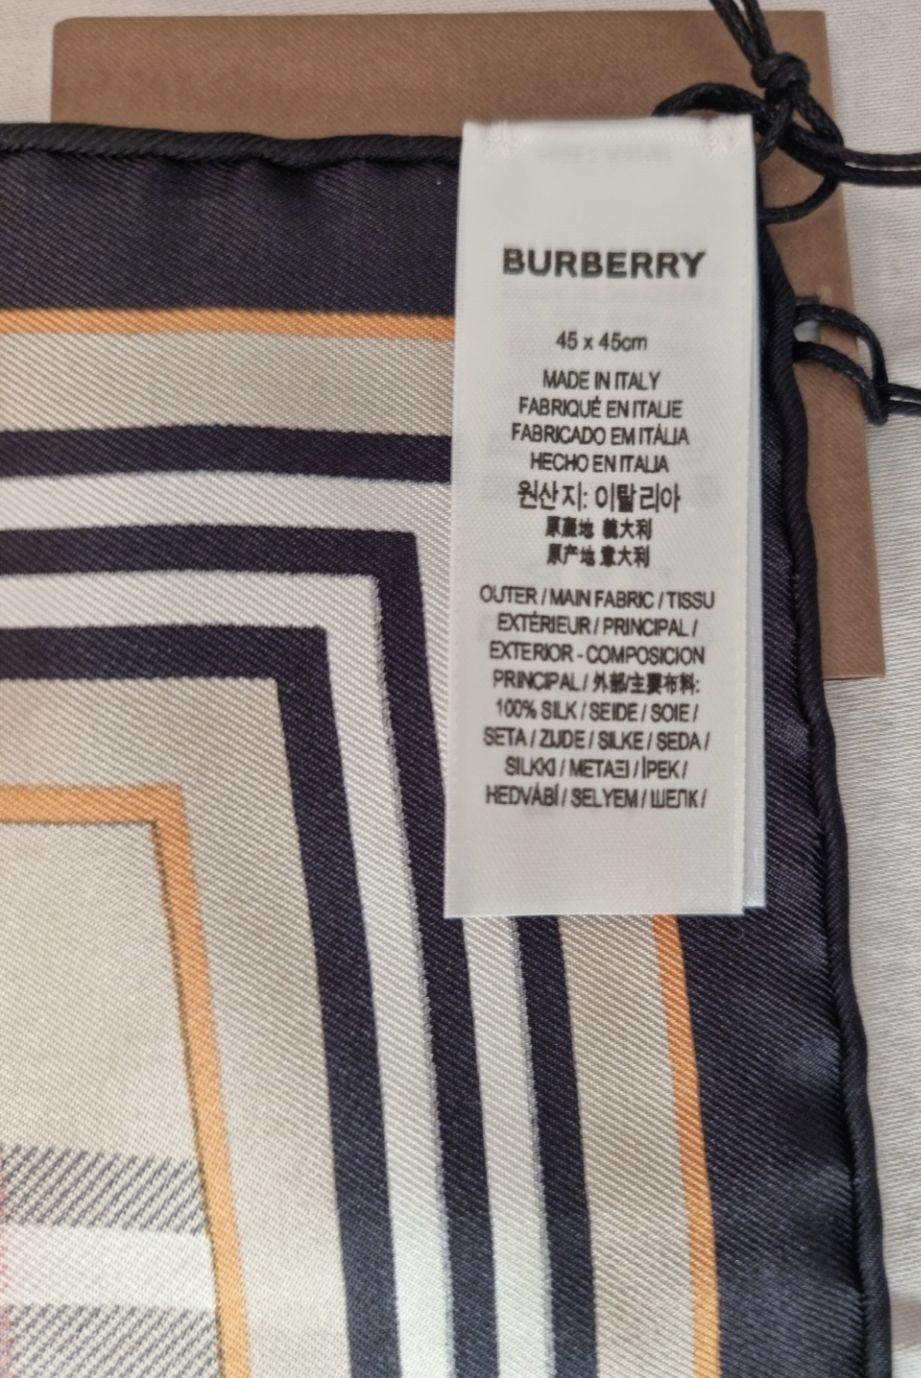 BURBERRY
45 x 45cm
MADE IN ITALY
FABRIQUÉ EN ITALIE
FABRICADO EM ITÁLIA
HECHO EN ITALIA
원산지: 이탈리아
原產地 義大利
原产地 意大利
OUTER / MAIN FABRIC / TISSU
EXTÉRIEUR / PRINCIPAL /
EXTERIOR - COMPOSICION
PRINCIPAL / 外部/主要布料:
100% SILK / SEIDE / SOIE /
SETA / ZIJDE / SILKE / SEDA /
SILKKI / ΜΕΤΑΞΙ / İPEK /
HEDVÁBÍ / SELYEM / ШЕЛК /